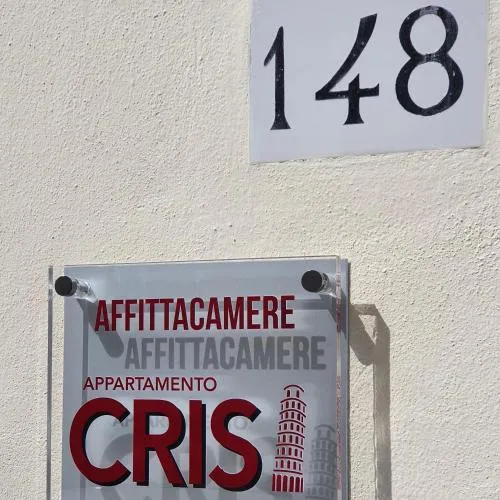 148
AFFITTACAMERE
APPARTAMENTO
CRIS